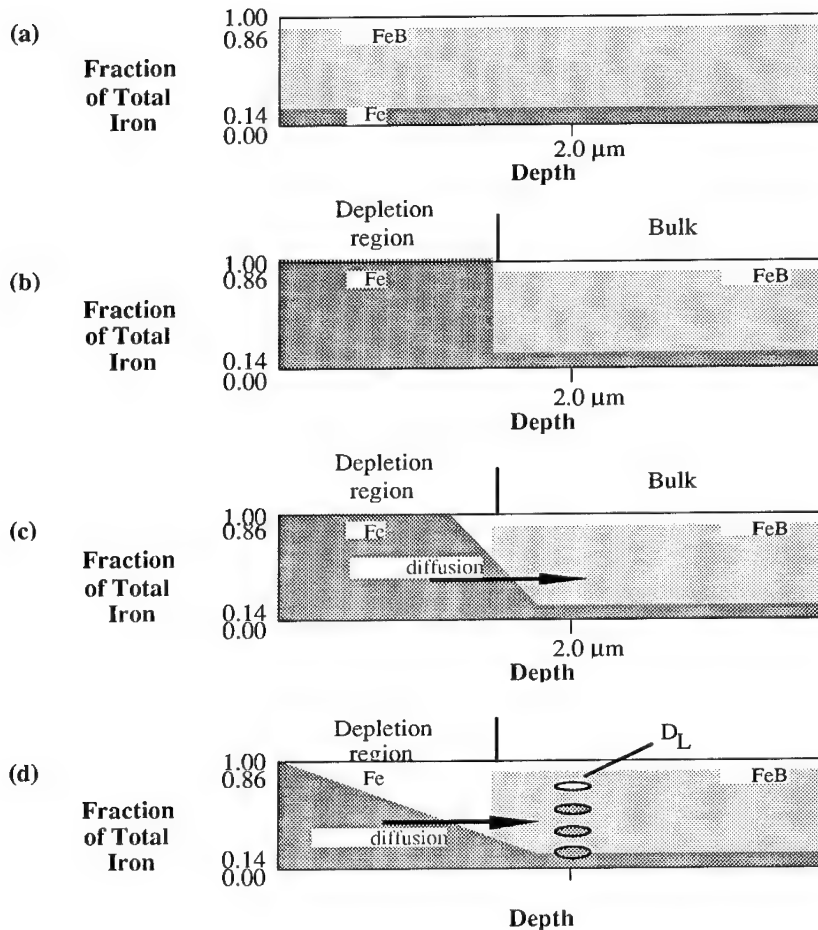 (a)
Fraction
of Total
Iron
1.00
0.86
0.14
0.00
FeB
Fe
2.0 μm
Depth
(b)
Depletion
region
Bulk
Fraction
of Total
Iron
1.00
0.86
0.14
0.00
Fe
FeB
2.0 μm
Depth
(c)
Depletion
region
Bulk
Fraction
of Total
Iron
1.00
0.86
0.14
0.00
Fe
FeB
diffusion
2.0 μm
Depth
(d)
Depletion
region
D_L
Fraction
of Total
Iron
1.00
0.86
0.14
0.00
Fe
FeB
diffusion
Depth